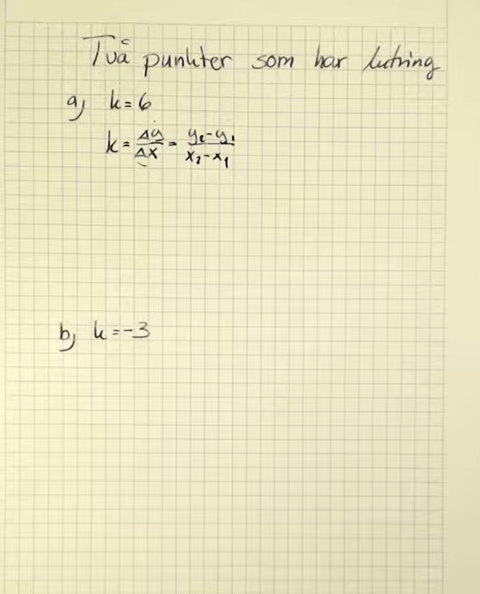 Två punkter som har lutning
a) k = 6
k = Δy/Δx = y₂-y₁/x₂-x₁
b) k = -3